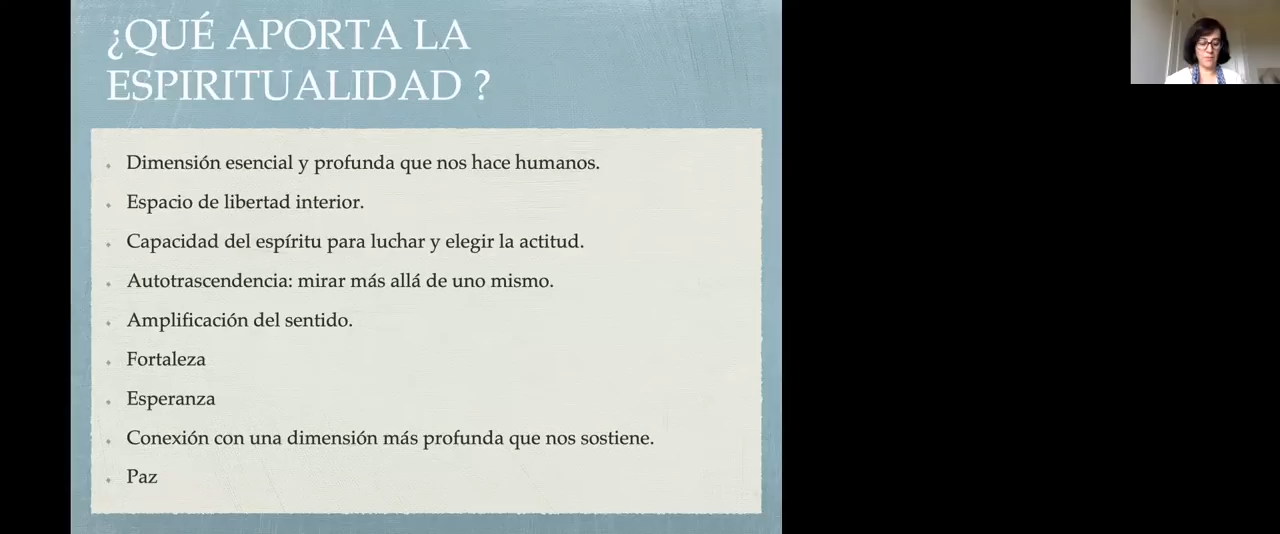 ¿QUÉ APORTA LA
ESPIRITUALIDAD ?
Dimensión esencial y profunda que nos hace humanos.
Espacio de libertad interior.
Capacidad del espíritu para luchar y elegir la actitud.
Autotrascendencia: mirar más allá de uno mismo.
Amplificación del sentido.
Fortaleza
Esperanza
Conexión con una dimensión más profunda que nos sostiene.
Paz